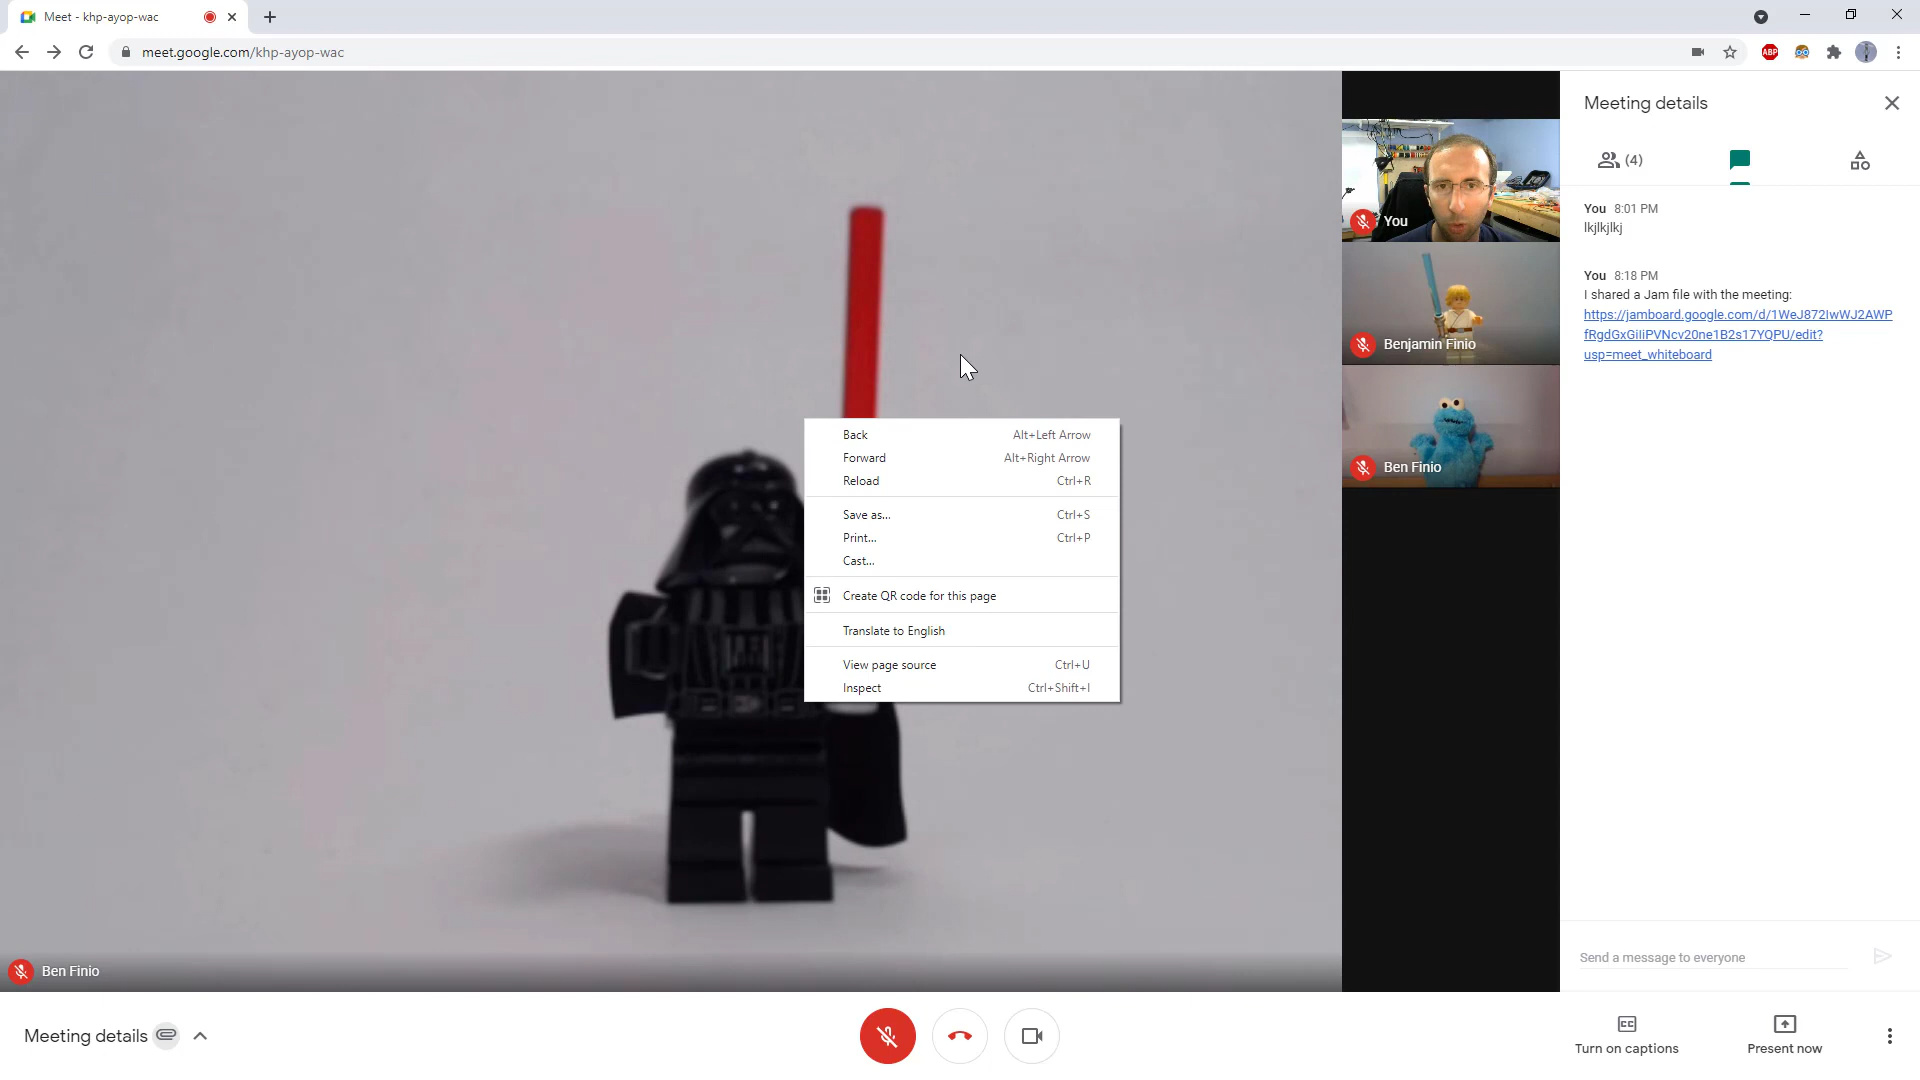 Meet - khp-ayop-wac
meet.google.com/khp-ayop-wac
ABP
Meeting details
(4)
You 8:01 PM
lkjlkjlkj
You 8:18 PM
I shared a Jam file with the meeting:
https://jamboard.google.com/d/1WeJ872IwWJ2AWP
fRgdGxGiIiPVNcv20ne1B2s17YQPU/edit?
usp=meet_whiteboard
You
Benjamin Finio
Ben Finio
Back Alt+Left Arrow
Forward Alt+Right Arrow
Reload Ctrl+R
Save as... Ctrl+S
Print... Ctrl+P
Cast...
Create QR code for this page
Translate to English
View page source Ctrl+U
Inspect Ctrl+Shift+I
Ben Finio
Send a message to everyone
Meeting details
Turn on captions
Present now